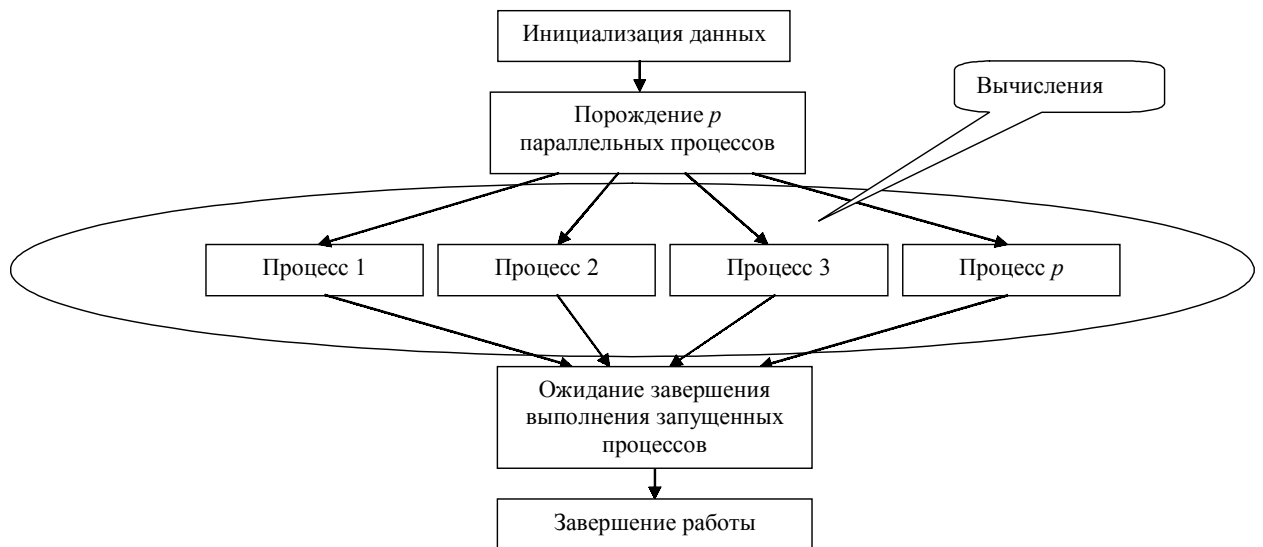 Инициализация данных
Вычисления
Порождение p
параллельных процессов
Процесс 1
Процесс 2
Процесс 3
Процесс p
Ожидание завершения
выполнения запущенных
процессов
Завершение работы